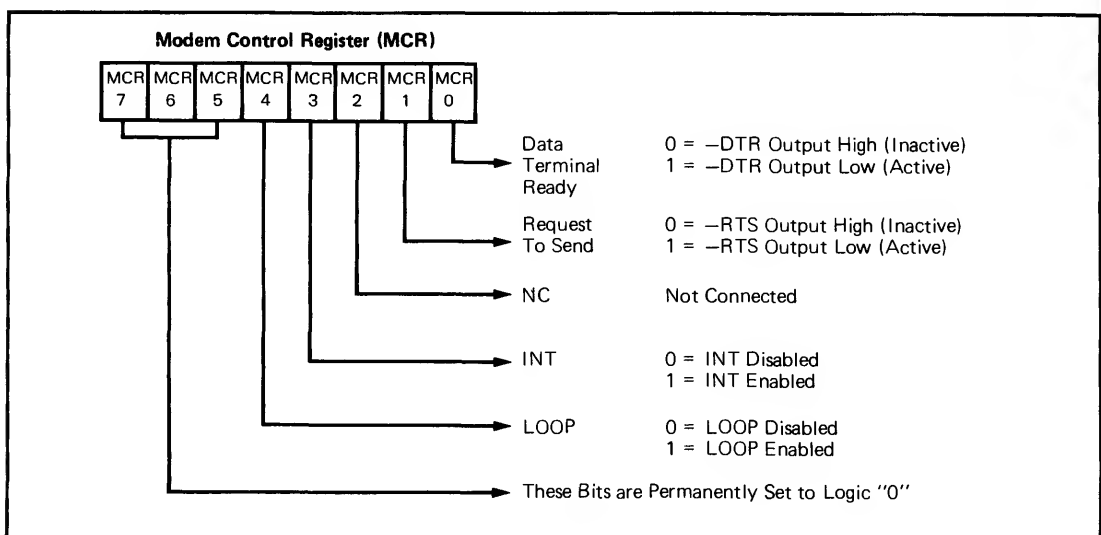 Modem Control Register (MCR)
MCR MCR MCR MCR MCR MCR MCR MCR
7 6 5 4 3 2 1 0
Data 0 = —DTR Output High (Inactive)
Terminal 1 = —DTR Output Low (Active)
Ready
Request 0 = —RTS Output High (Inactive)
To Send 1 = —RTS Output Low (Active)
NC Not Connected
INT 0 = INT Disabled
1 = INT Enabled
LOOP 0 = LOOP Disabled
1 = LOOP Enabled
These Bits are Permanently Set to Logic "0"